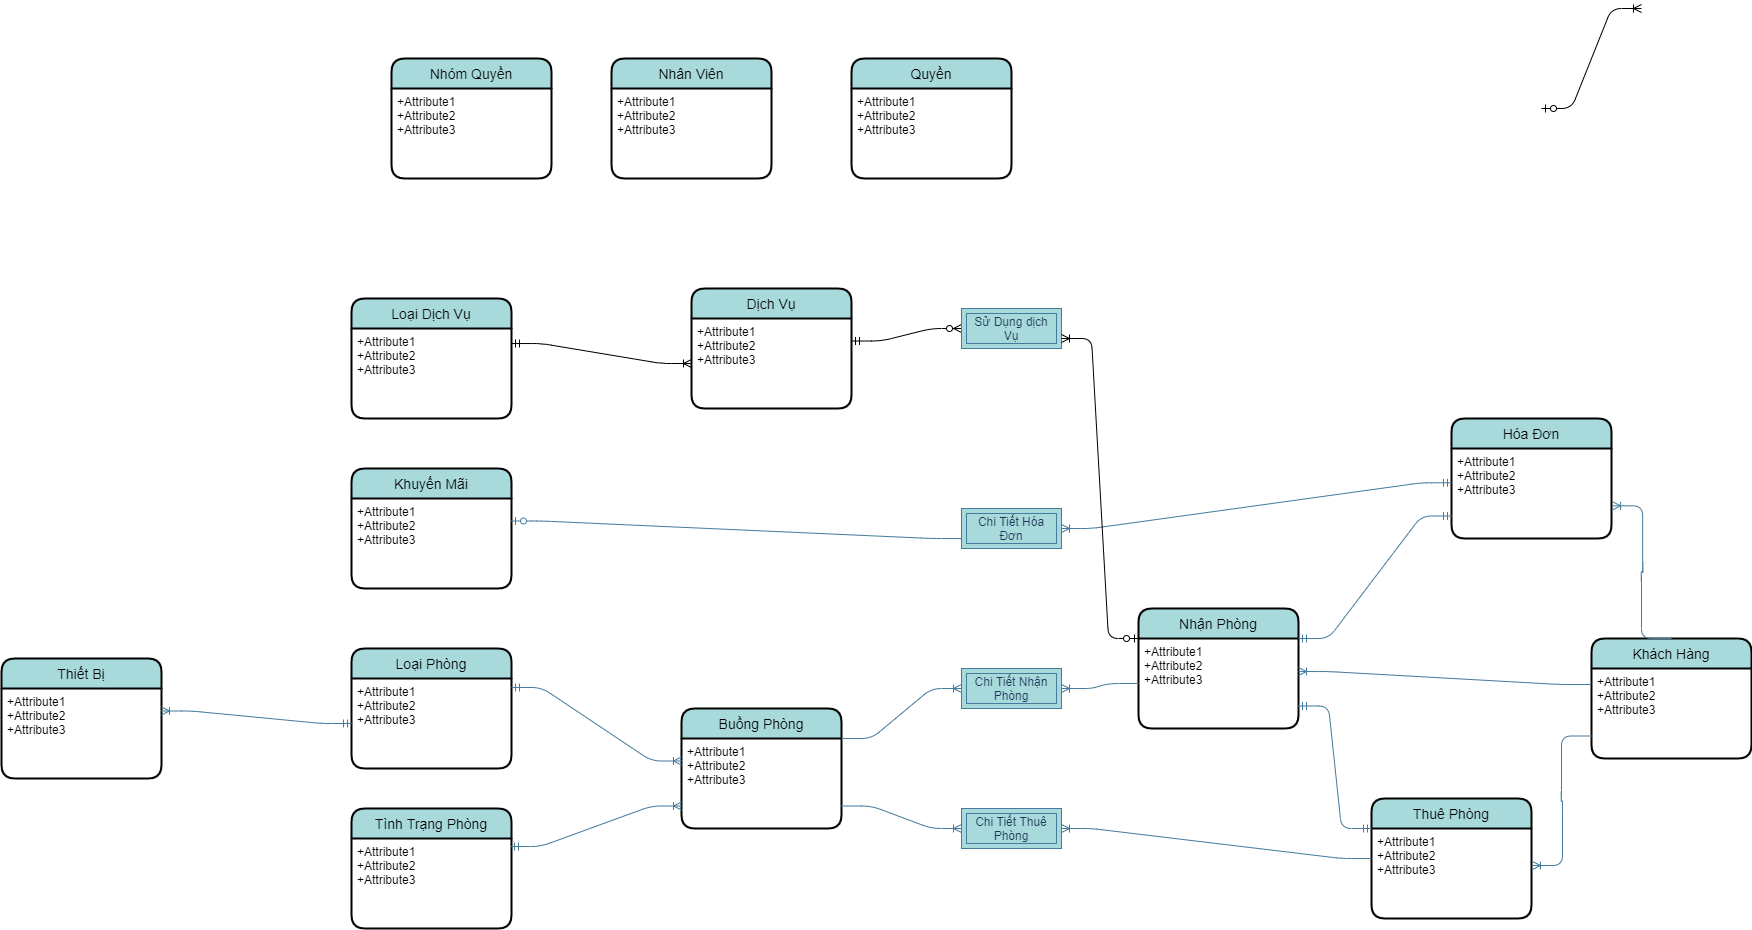 Nhóm Quyền
+Attribute1
+Attribute2
+Attribute3
Nhân Viên
+Attribute1
+Attribute2
+Attribute3
Quyền
+Attribute1
+Attribute2
+Attribute3
Loại Dịch Vụ
+Attribute1
+Attribute2
+Attribute3
Dịch Vụ
+Attribute1
+Attribute2
+Attribute3
Sử Dụng dịch
Vụ
Hóa Đơn
+Attribute1
+Attribute2
+Attribute3
Khuyến Mãi
+Attribute1
+Attribute2
+Attribute3
Chi Tiết Hóa
Đơn
Nhận Phòng
+Attribute1
+Attribute2
+Attribute3
Khách Hàng
+Attribute1
+Attribute2
+Attribute3
Thiết Bị
+Attribute1
+Attribute2
+Attribute3
Loại Phòng
+Attribute1
+Attribute2
+Attribute3
Chi Tiết Nhận
Phòng
Buồng Phòng
+Attribute1
+Attribute2
+Attribute3
Tình Trạng Phòng
+Attribute1
+Attribute2
+Attribute3
Chi Tiết Thuê
Phòng
Thuê Phòng
+Attribute1
+Attribute2
+Attribute3